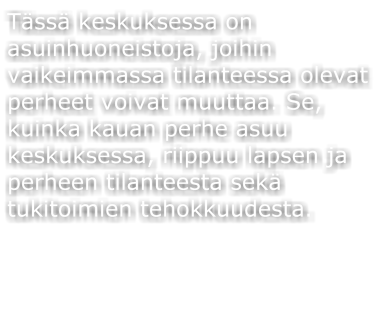 Tässä keskuksessa on
asuinhuoneistoja, joihin
vaikeimmassa tilanteessa olevat
perheet voivat muuttaa. Se,
kuinka kauan perhe asuu
keskuksessa, riippuu lapsen ja
perheen tilanteesta sekä
tukitoimien tehokkuudesta.